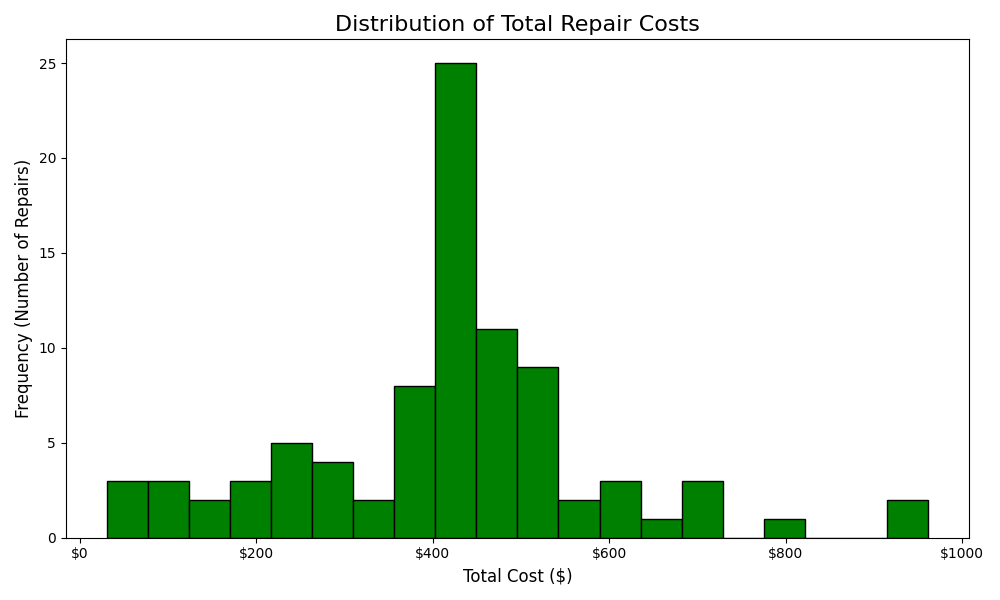 Distribution of Total Repair Costs
Frequency (Number of Repairs)
25
20
15
10
5
0
$0 $200 $400 $600 $800 $1000
Total Cost ($)